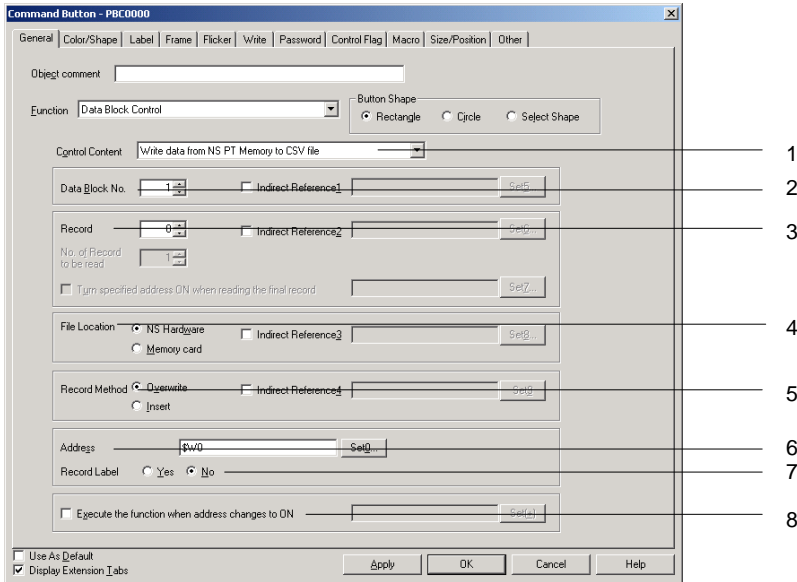 Command Button - PBC0000
General Color/Shape Label Frame Flicker Write Password Control Flag Macro Size/Position Other
Object comment
Function Data Block Control
Button Shape
Rectangle Circle Select Shape
Control Content Write data from NS PT Memory to CSV file 1
Data Block No. 1 Indirect Reference1 Set5... 2
Record 0 Indirect Reference2 Set6... 3
No. of Record
to be read 1
Turn specified address ON when reading the final record Set7...
File Location NS Hardware Indirect Reference3 Set8... 4
Memory card
Record Method Overwrite Indirect Reference4 Set9 5
Insert
Address $W0 Set0... 6
Record Label Yes No 7
Execute the function when address changes to ON Set(±) 8
Use As Default
Display Extension Tabs
Apply OK Cancel Help